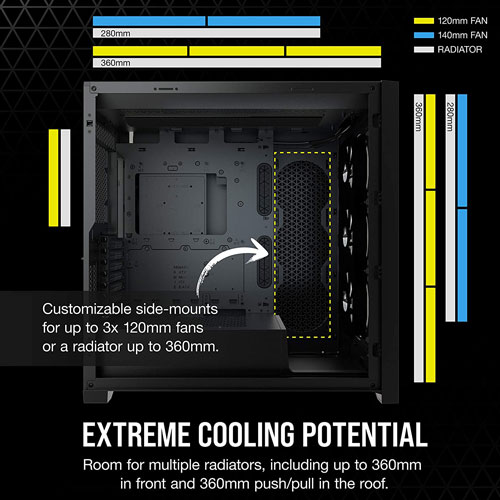 280mm
360mm
120mm FAN
140mm FAN
RADIATOR
360mm
280mm
Customizable side-mounts
for up to 3x 120mm fans
or a radiator up to 360mm.
EXTREME COOLING POTENTIAL
Room for multiple radiators, including up to 360mm
in front and 360mm push/pull in the roof.